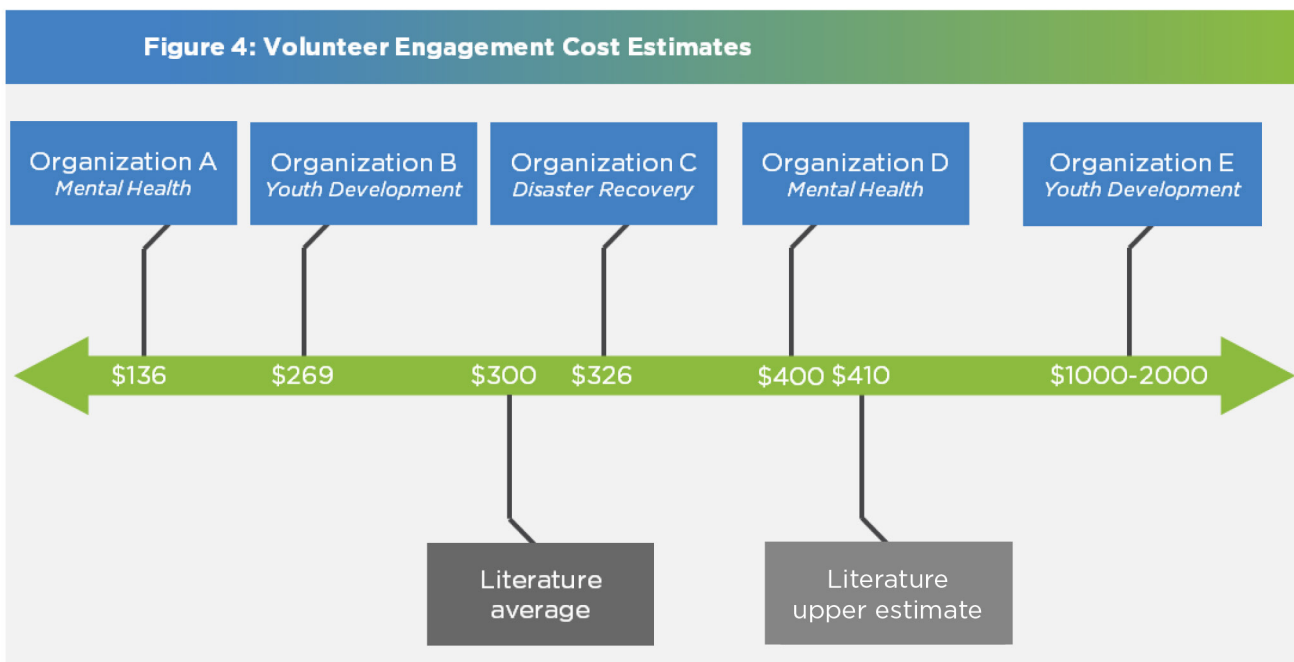 Figure 4: Volunteer Engagement Cost Estimates
Organization A
Mental Health
Organization B
Youth Development
Organization C
Disaster Recovery
Organization D
Mental Health
Organization E
Youth Development
$136
$269
$300
$326
$400
$410
$1000-2000
Literature
average
Literature
upper estimate